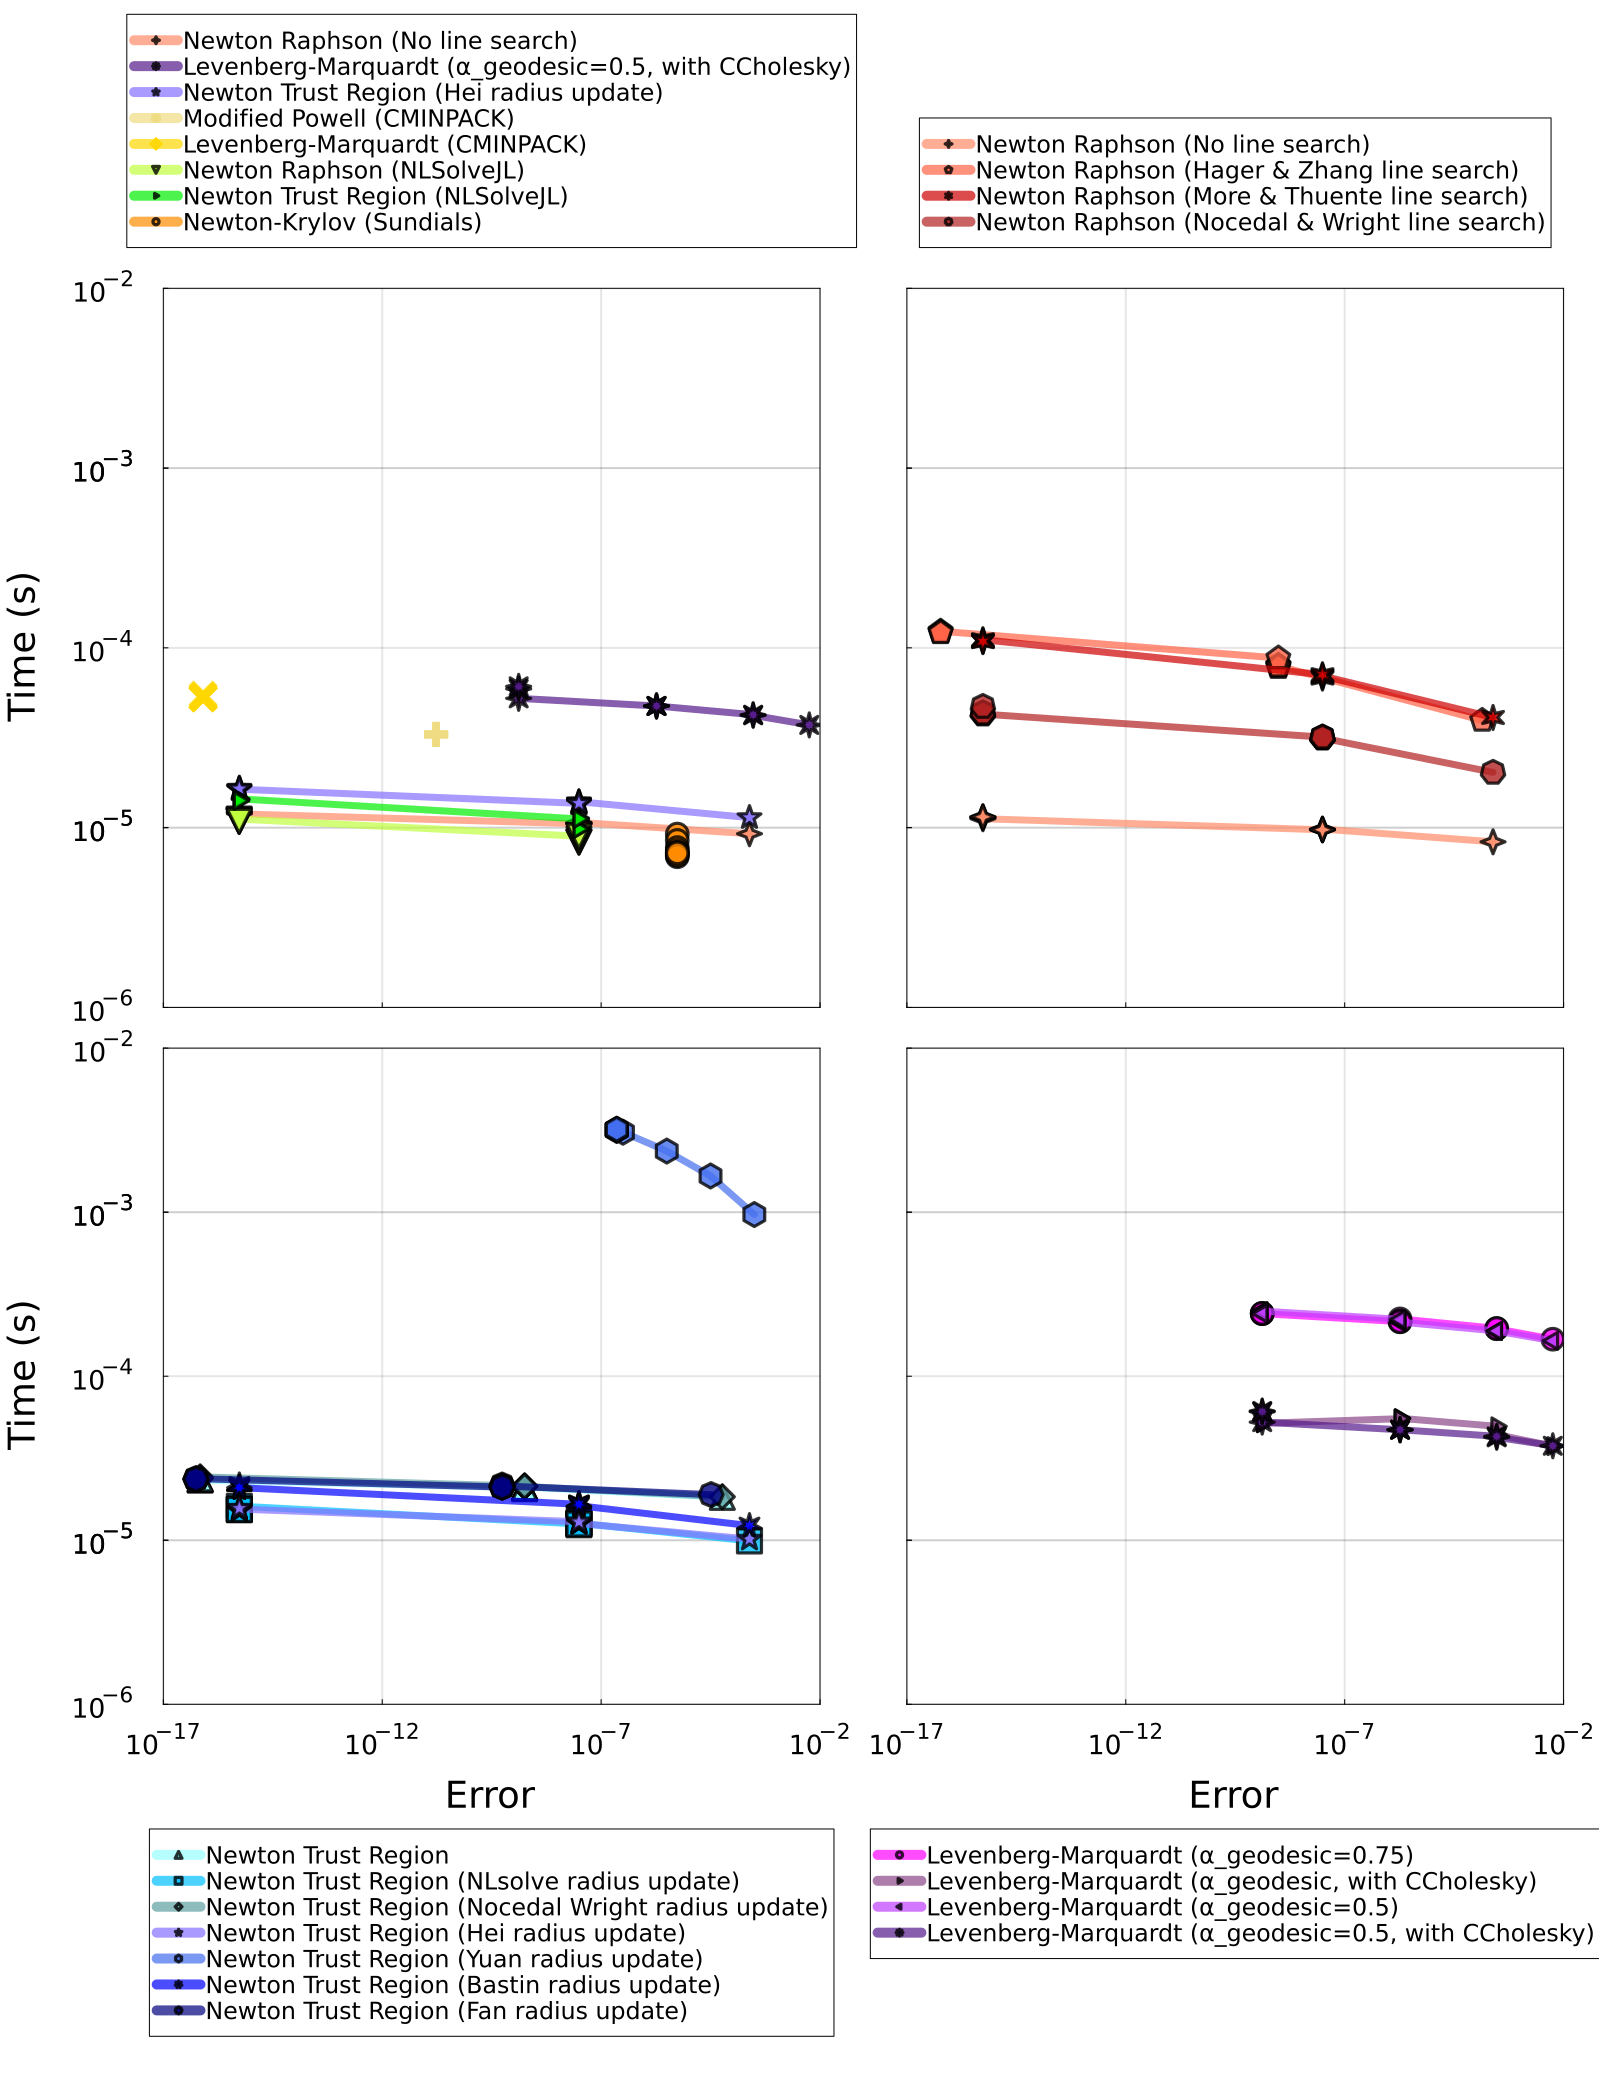 Newton Raphson (No line search)
Levenberg-Marquardt (α_geodesic=0.5, with CCholesky)
Newton Trust Region (Hei radius update)
Modified Powell (CMINPACK)
Levenberg-Marquardt (CMINPACK)
Newton Raphson (NLSolveJL)
Newton Trust Region (NLSolveJL)
Newton-Krylov (Sundials)
Newton Raphson (No line search)
Newton Raphson (Hager & Zhang line search)
Newton Raphson (More & Thuente line search)
Newton Raphson (Nocedal & Wright line search)
Time (s)
10⁻²
10⁻³
10⁻⁴
10⁻⁵
10⁻⁶
Time (s)
10⁻²
10⁻³
10⁻⁴
10⁻⁵
10⁻⁶
10⁻¹⁷ 10⁻¹² 10⁻⁷ 10⁻²
Error
10⁻¹⁷ 10⁻¹² 10⁻⁷ 10⁻²
Error
Newton Trust Region
Newton Trust Region (NLsolve radius update)
Newton Trust Region (Nocedal Wright radius update)
Newton Trust Region (Hei radius update)
Newton Trust Region (Yuan radius update)
Newton Trust Region (Bastin radius update)
Newton Trust Region (Fan radius update)
Levenberg-Marquardt (α_geodesic=0.75)
Levenberg-Marquardt (α_geodesic, with CCholesky)
Levenberg-Marquardt (α_geodesic=0.5)
Levenberg-Marquardt (α_geodesic=0.5, with CCholesky)